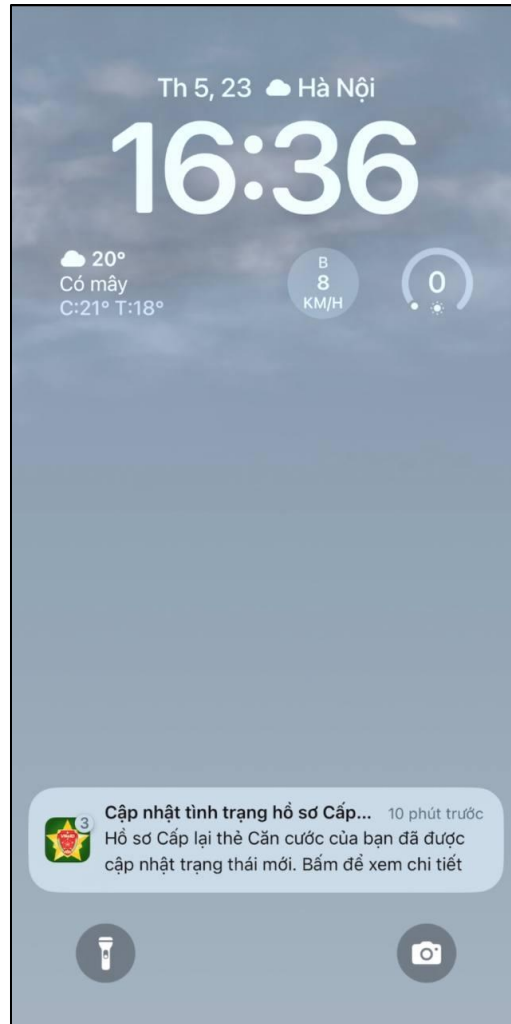 Th 5, 23 Hà Nội
16:36
20°
Có mây
C:21° T:18°
B
8
KM/H
0
3
Cập nhật tình trạng hồ sơ Cấp... 10 phút trước
Hồ sơ Cấp lại thẻ Căn cước của bạn đã được
cập nhật trạng thái mới. Bấm để xem chi tiết